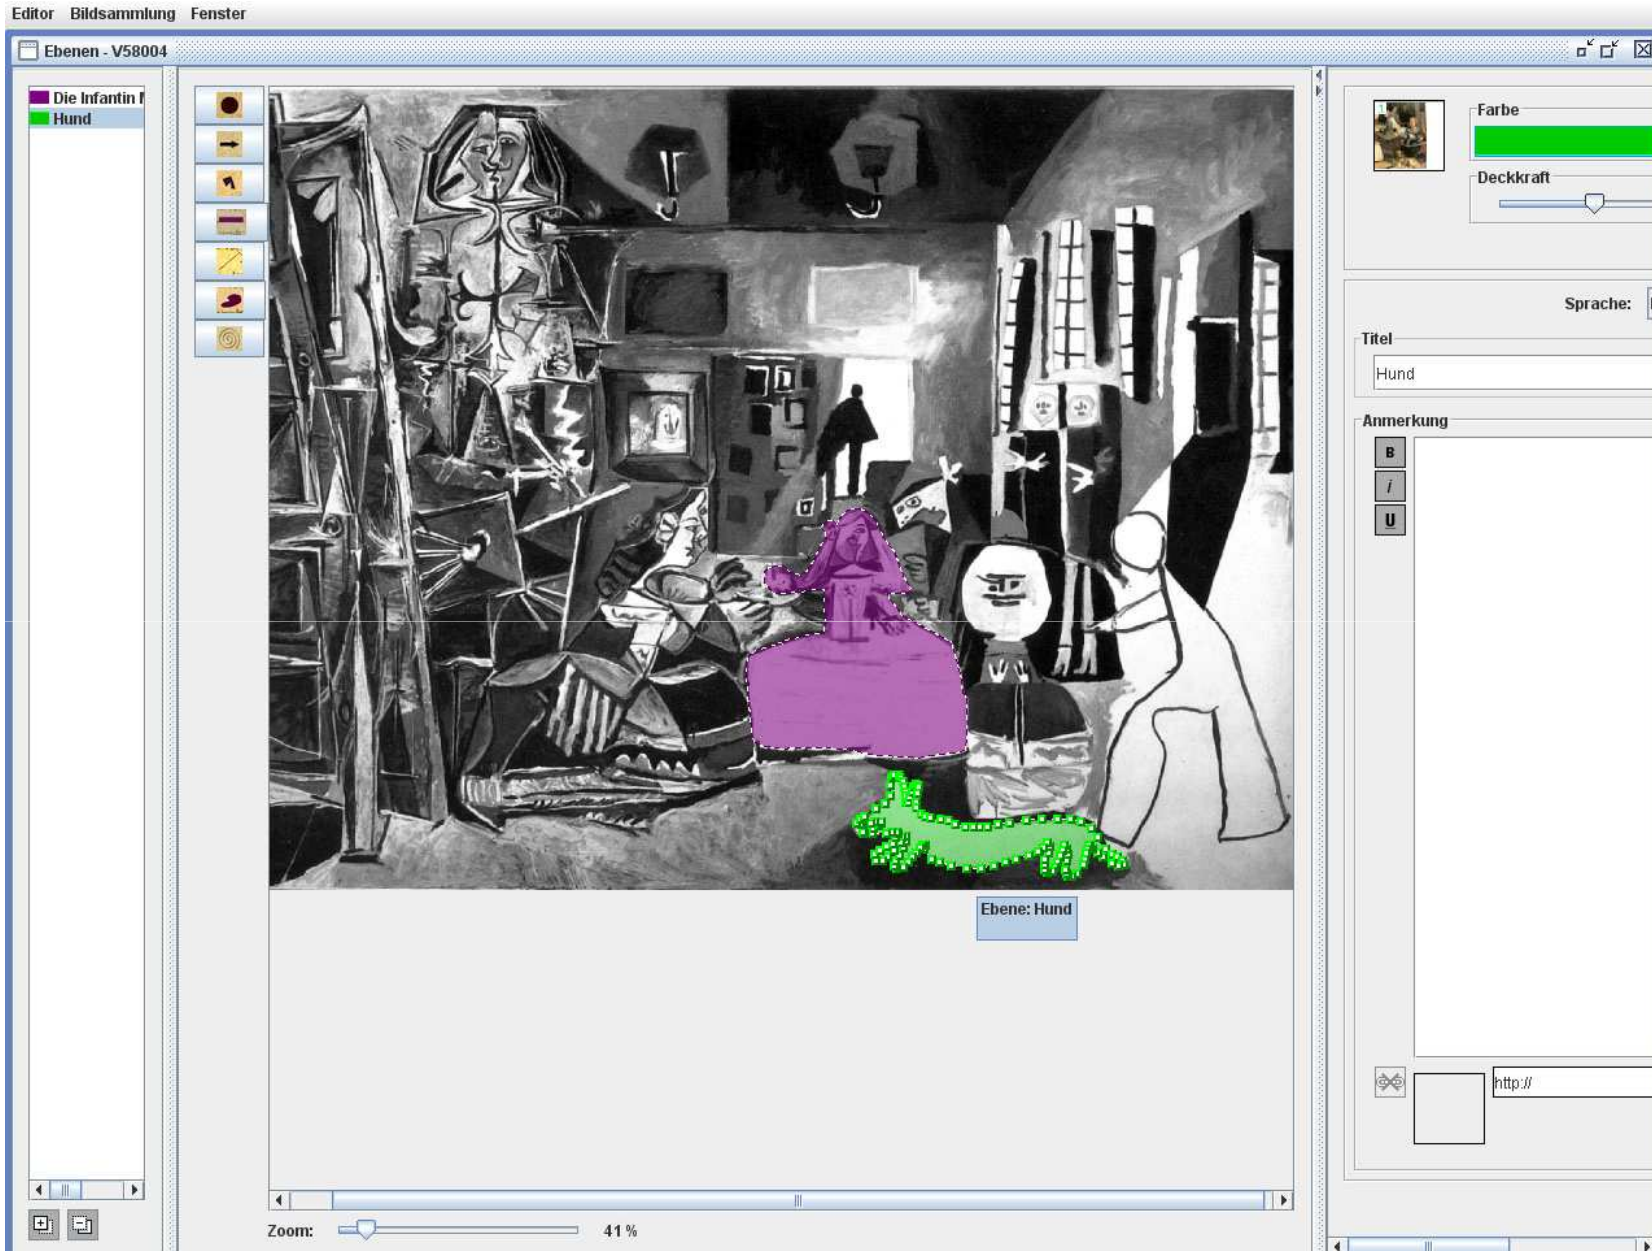 Editor Bildsammlung Fenster
Ebenen - V58004
Die Infantin
Hund
Farbe
Deckkraft
Sprache:
Titel
Hund
Anmerkung
B
i
U
Ebene: Hund
http://
Zoom: 41%